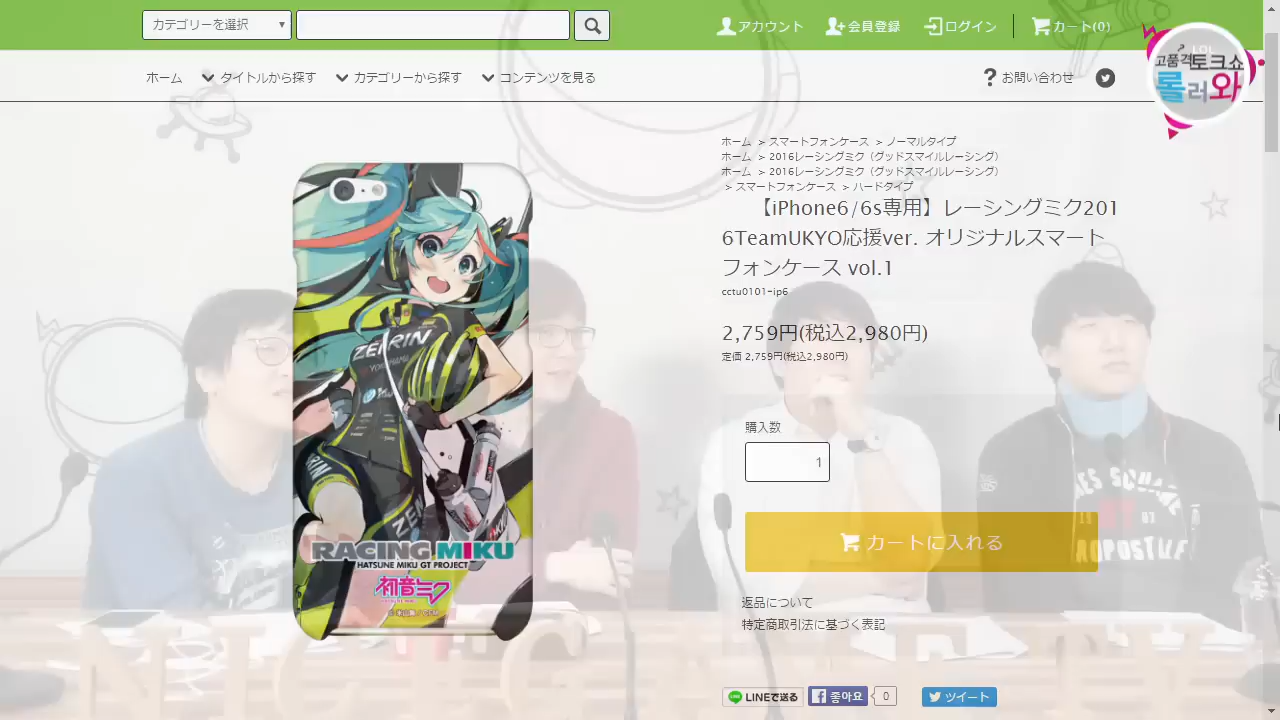 カテゴリーを選択
アカウント
会員登録
ログイン
カート(0)
LOL
고품격토크쇼
롤러와
ホーム
タイトルから探す
カテゴリーから探す
コンテンツを見る
お問い合わせ
ホーム > スマートフォンケース > ノーマルタイプ
ホーム > 2016レーシングミク（グッドスマイルレーシング）
ホーム > 2016レーシングミク（グッドスマイルレーシング）
> スマートフォンケース > ハードタイプ
【iPhone6/6s専用】レーシングミク201
6TeamUKYO応援ver. オリジナルスマート
フォンケース vol.1
cctu0101-ip6
2,759円(税込2,980円)
定価 2,759円(税込2,980円)
購入数
1
カートに入れる
返品について
特定商取引法に基づく表記
LINEで送る
좋아요
0
ツイート
ZENRIN
YOKOHAMA
ZENRIN
RACING MIKU
HATSUNE MIKU GT PROJECT
初音ミク